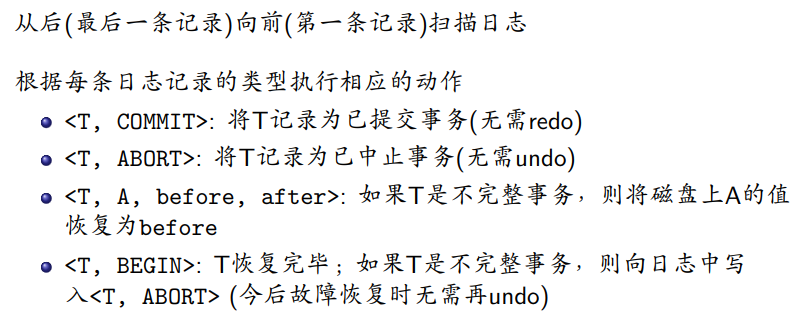 从后(最后一条记录)向前(第一条记录)扫描日志
根据每条日志记录的类型执行相应的动作
<T, COMMIT>: 将T记录为已提交事务(无需redo)
<T, ABORT>: 将T记录为已中止事务(无需undo)
<T, A, before, after>: 如果T是不完整事务，则将磁盘上A的值
恢复为before
<T, BEGIN>: T恢复完毕；如果T是不完整事务，则向日志中写
入<T, ABORT> (今后故障恢复时无需再undo)